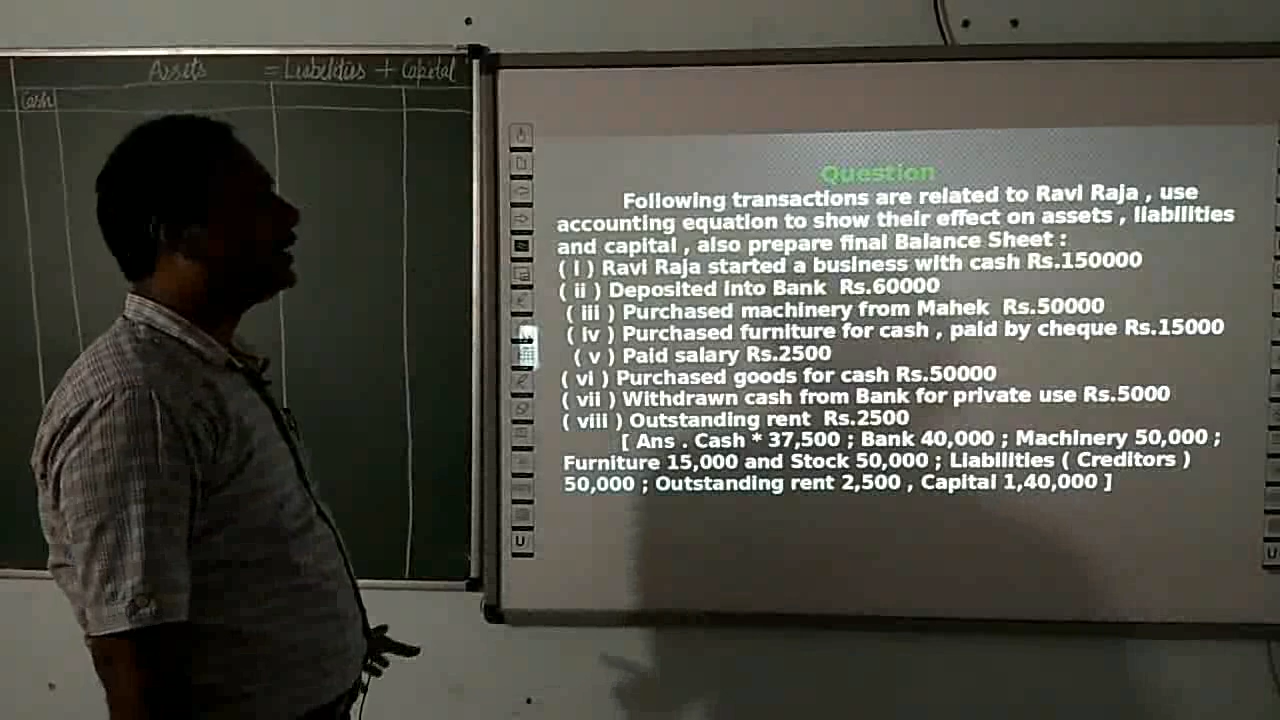 Assets = Liabilities + Capital
Cash
Question
Following transactions are related to Ravi Raja , use
accounting equation to show their effect on assets , liabilities
and capital , also prepare final Balance Sheet :
( i ) Ravi Raja started a business with cash Rs.150000
( ii ) Deposited into Bank Rs.60000
( iii ) Purchased machinery from Mahek Rs.50000
( iv ) Purchased furniture for cash , paid by cheque Rs.15000
( v ) Paid salary Rs.2500
( vi ) Purchased goods for cash Rs.50000
( vii ) Withdrawn cash from Bank for private use Rs.5000
( viii ) Outstanding rent Rs.2500
[ Ans . Cash * 37,500 ; Bank 40,000 ; Machinery 50,000 ;
Furniture 15,000 and Stock 50,000 ; Liabilities ( Creditors )
50,000 ; Outstanding rent 2,500 , Capital 1,40,000 ]
U
U